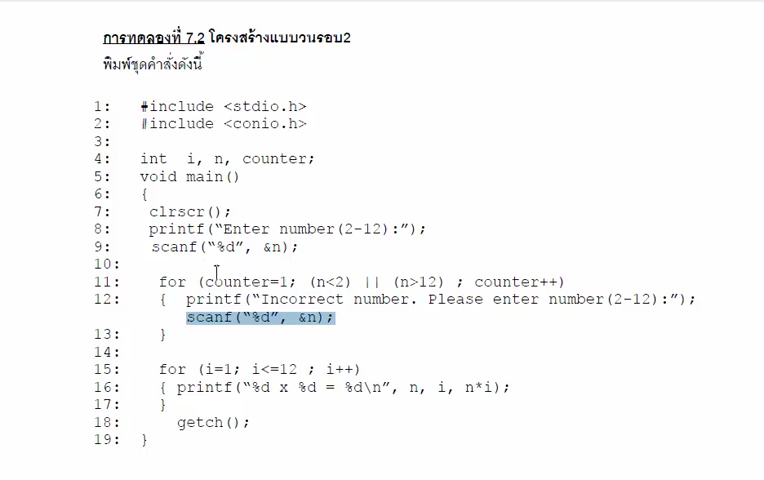 การทดลองที่ 7.2 โครงสร้างแบบวนรอบ2
พิมพ์ชุดคำสั่งดังนี้
1: #include <stdio.h>
2: #include <conio.h>
3:
4: int i, n, counter;
5: void main()
6: {
7: clrscr();
8: printf(“Enter number(2-12):”);
9: scanf(“%d”, &n);
10:
11: for (counter=1; (n<2) || (n>12) ; counter++)
12: { printf(“Incorrect number. Please enter number(2-12):”);
scanf(“%d”, &n);
13: }
14:
15: for (i=1; i<=12 ; i++)
16: { printf(“%d x %d = %d\n”, n, i, n*i);
17: }
18: getch();
19: }